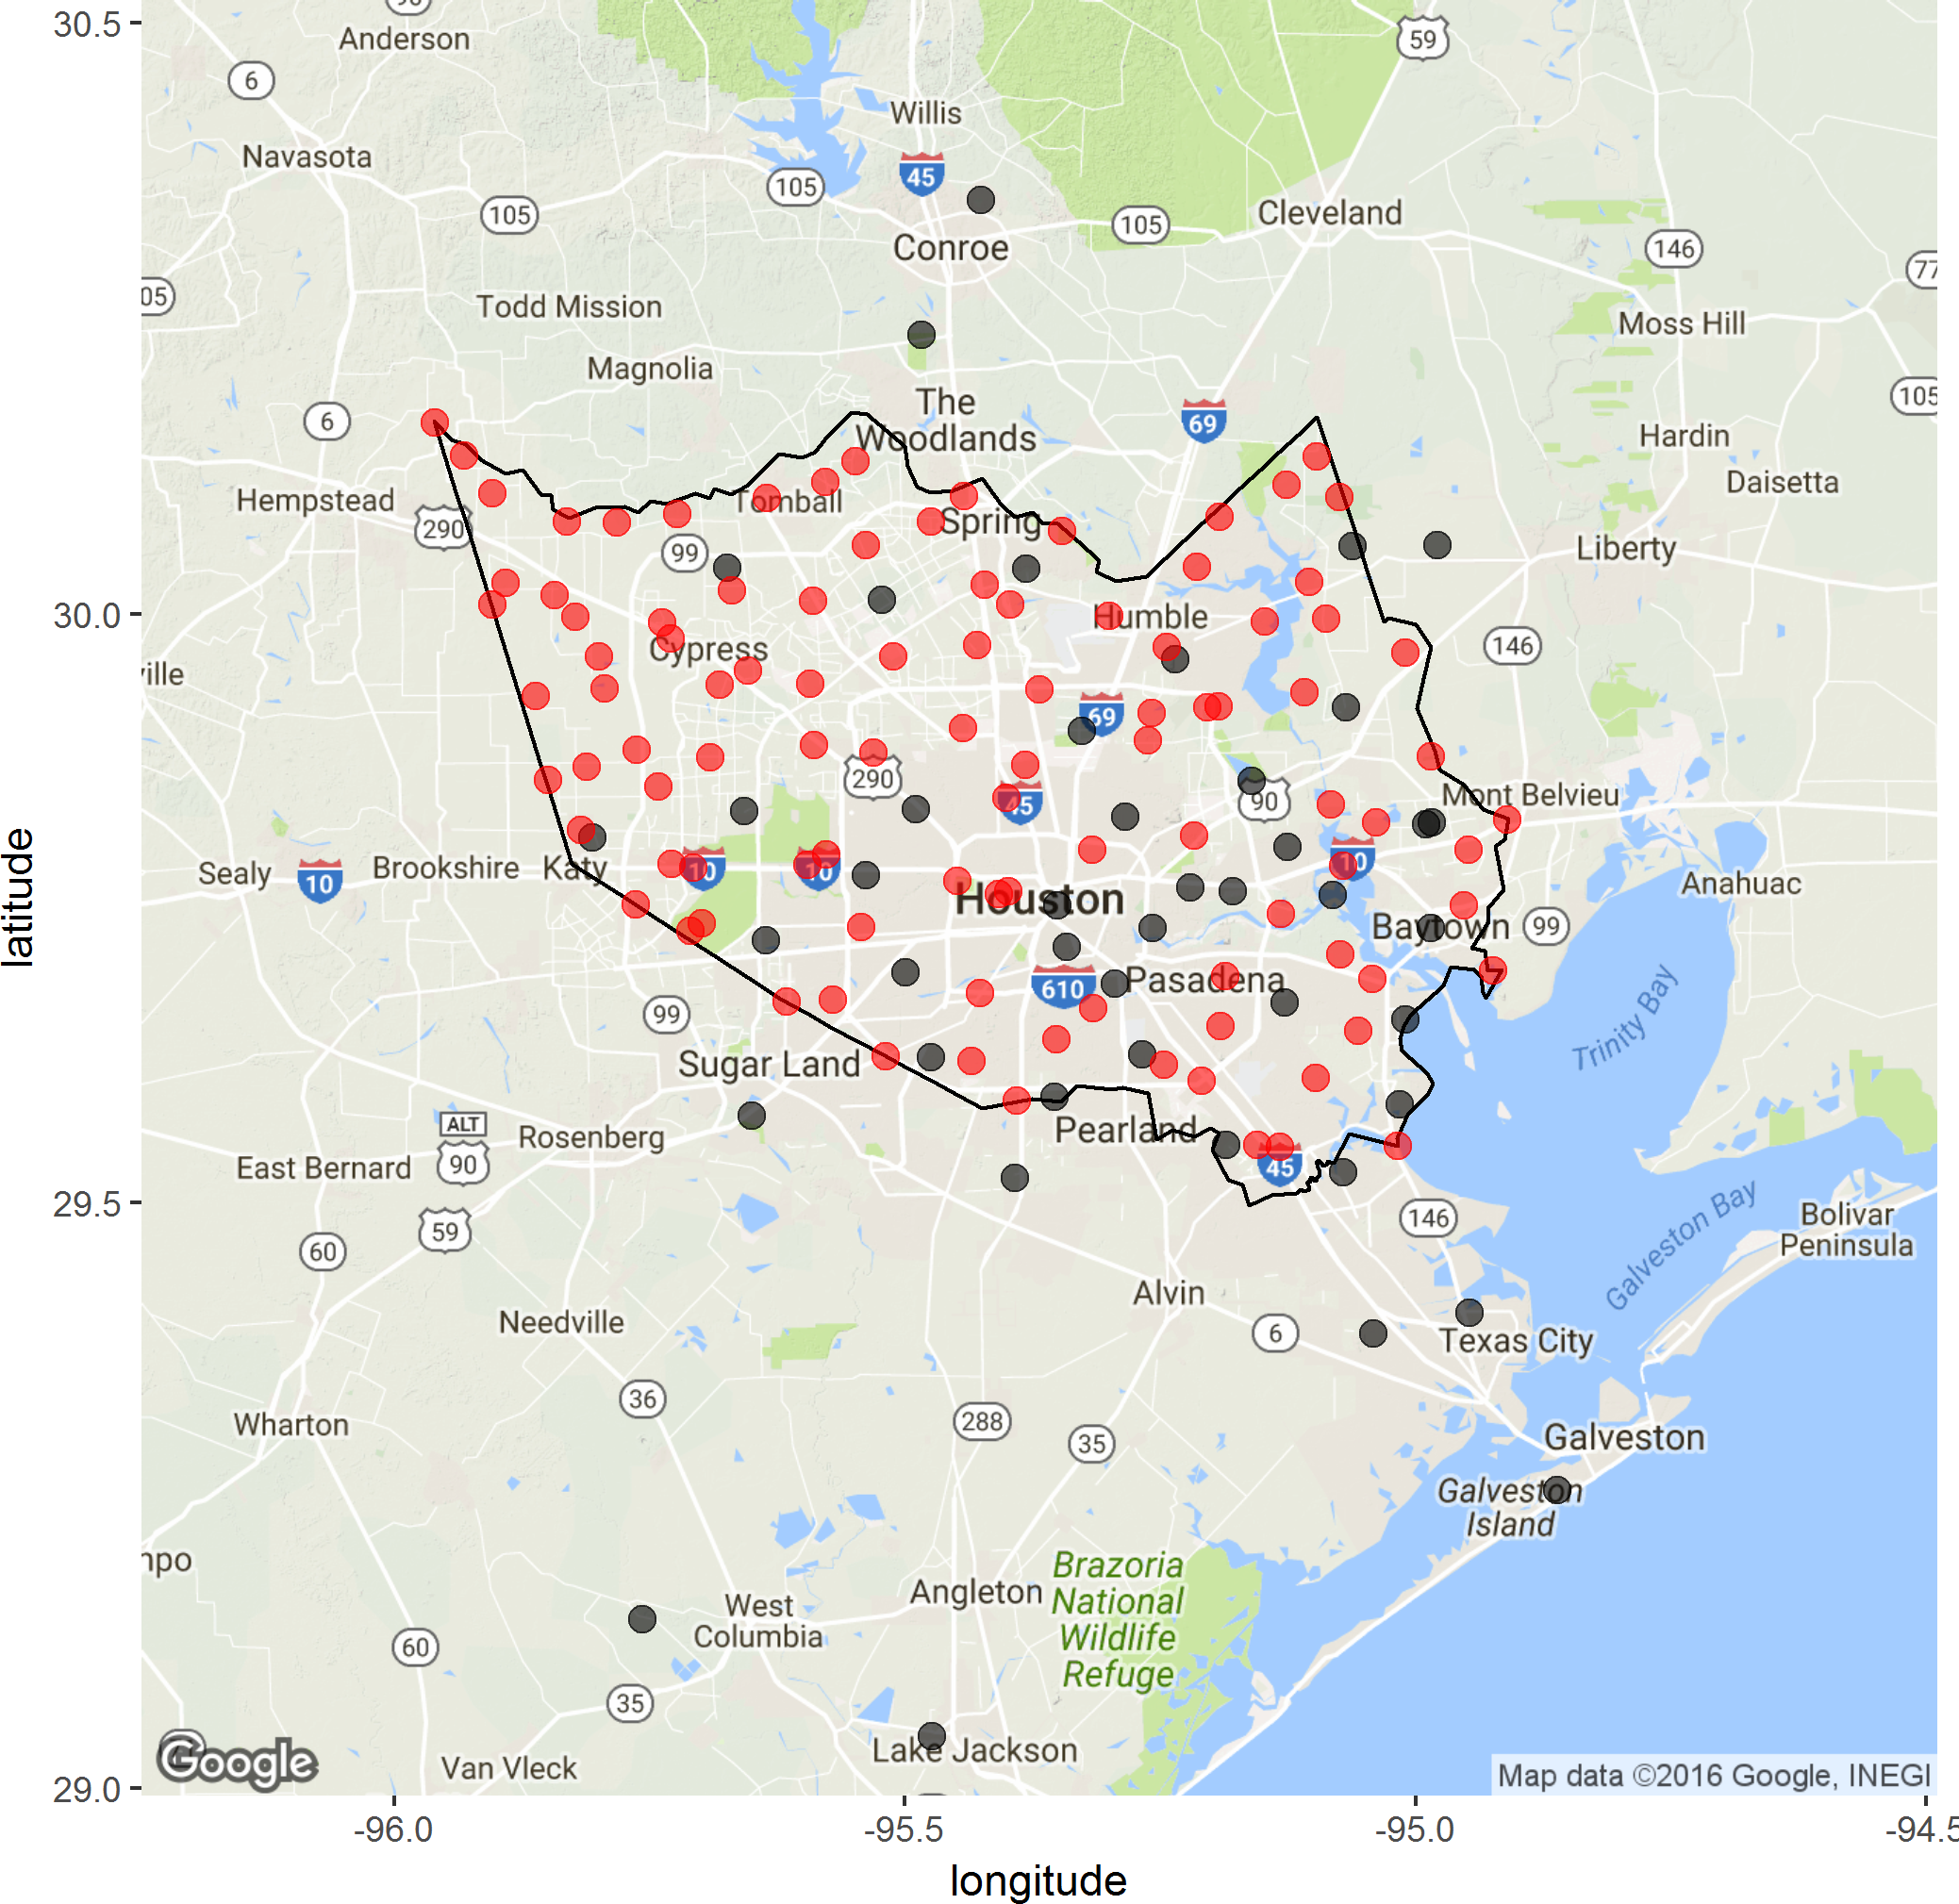 30.5
Anderson
59
6
Willis
Navasota
45
105
105
105
Cleveland
Conroe
146
77
05
Todd Mission
Moss Hill
Magnolia
105
The
Woodlands
69
6
Hardin
Daisetta
Hempstead
Tomball
290
Spring
99
Liberty
30.0
Humble
146
Cypress
ville
69
290
45
90
Mont Belvieu
Sealy
10
Brookshire
Katy
10
10
10
Anahuac
Houston
Baytown
99
latitude
610
Pasadena
99
Trinity Bay
Sugar Land
ALT
90
Rosenberg
Pearland
East Bernard
45
29.5
146
59
60
Galveston Bay
Bolivar
Peninsula
Alvin
Needville
6
Texas City
36
Wharton
288
35
Galveston
Galveston
Island
npo
Brazoria
National
Wildlife
Refuge
Angleton
West
Columbia
60
35
Google
Van Vleck
Lake Jackson
Map data ©2016 Google, INEGI
29.0
-96.0
-95.5
-95.0
-94.5
longitude